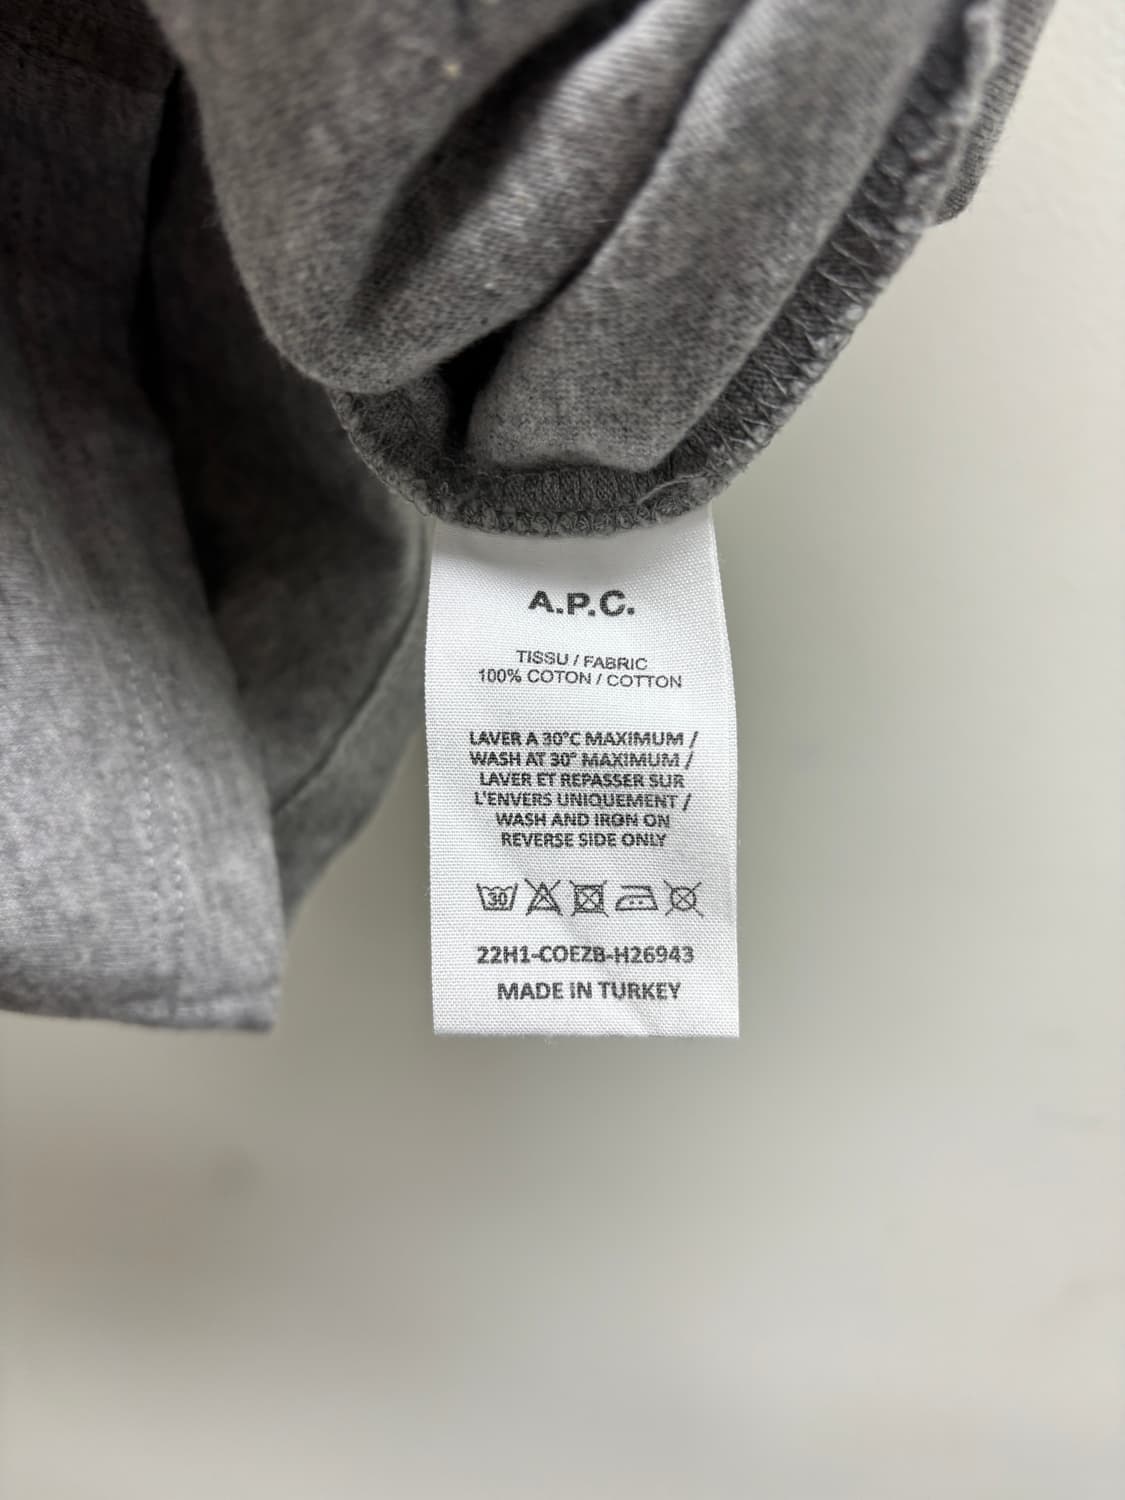 A.P.C.
TISSU / FABRIC
100% COTON / COTTON
LAVER A 30°C MAXIMUM /
WASH AT 30° MAXIMUM /
LAVER ET REPASSER SUR
L'ENVERS UNIQUEMENT /
WASH AND IRON ON
REVERSE SIDE ONLY
30
22H1-COEZB-H26943
MADE IN TURKEY